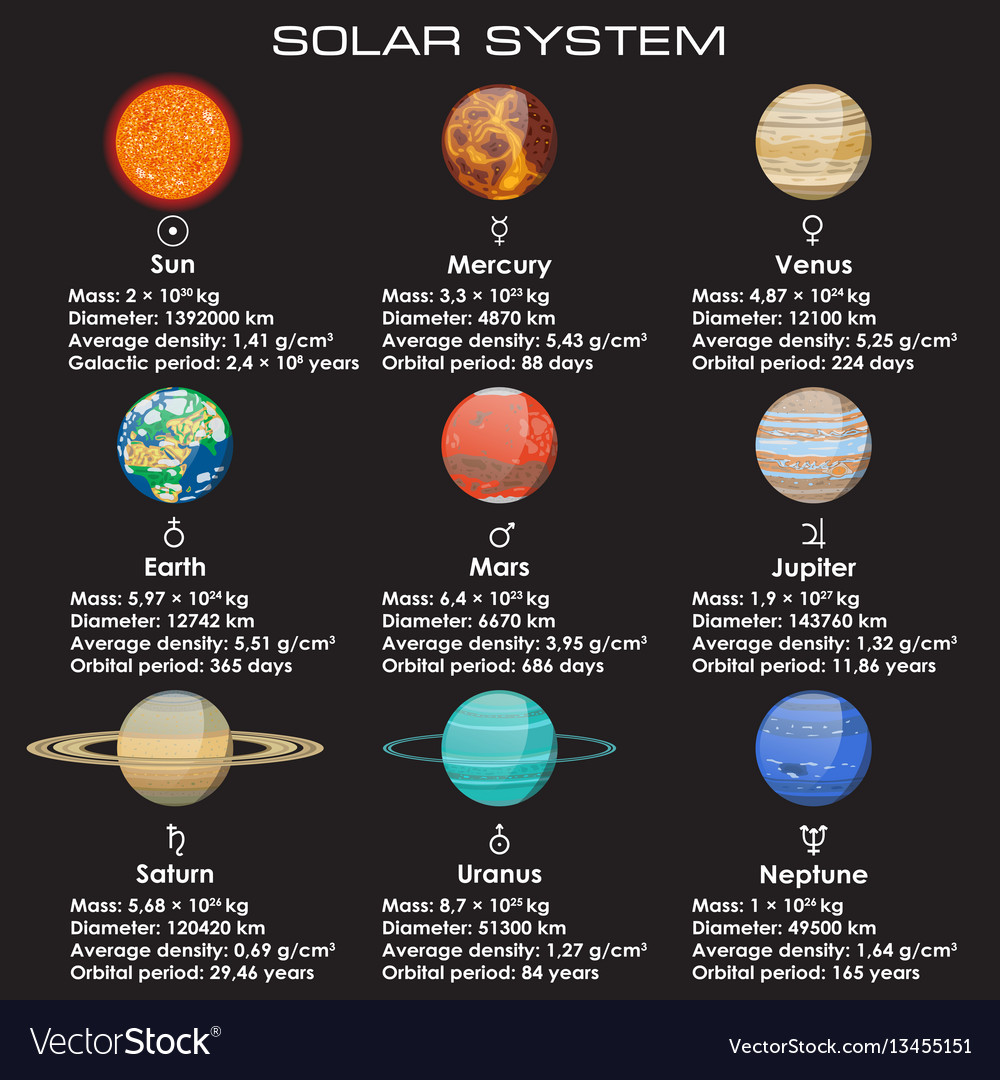 SOLAR SYSTEM
Sun
Mass: 2 × 10³⁰ kg
Diameter: 1392000 km
Average density: 1,41 g/cm³
Galactic period: 2,4 × 10⁸ years
Mercury
Mass: 3,3 × 10²³ kg
Diameter: 4870 km
Average density: 5,43 g/cm³
Orbital period: 88 days
Venus
Mass: 4,87 × 10²⁴ kg
Diameter: 12100 km
Average density: 5,25 g/cm³
Orbital period: 224 days
Earth
Mass: 5,97 × 10²⁴ kg
Diameter: 12742 km
Average density: 5,51 g/cm³
Orbital period: 365 days
Mars
Mass: 6,4 × 10²³ kg
Diameter: 6670 km
Average density: 3,95 g/cm³
Orbital period: 686 days
Jupiter
Mass: 1,9 × 10²⁷ kg
Diameter: 143760 km
Average density: 1,32 g/cm³
Orbital period: 11,86 years
Saturn
Mass: 5,68 × 10²⁶ kg
Diameter: 120420 km
Average density: 0,69 g/cm³
Orbital period: 29,46 years
Uranus
Mass: 8,7 × 10²⁵ kg
Diameter: 51300 km
Average density: 1,27 g/cm³
Orbital period: 84 years
Neptune
Mass: 1 × 10²⁶ kg
Diameter: 49500 km
Average density: 1,64 g/cm³
Orbital period: 165 years
VectorStock®
VectorStock.com/13455151